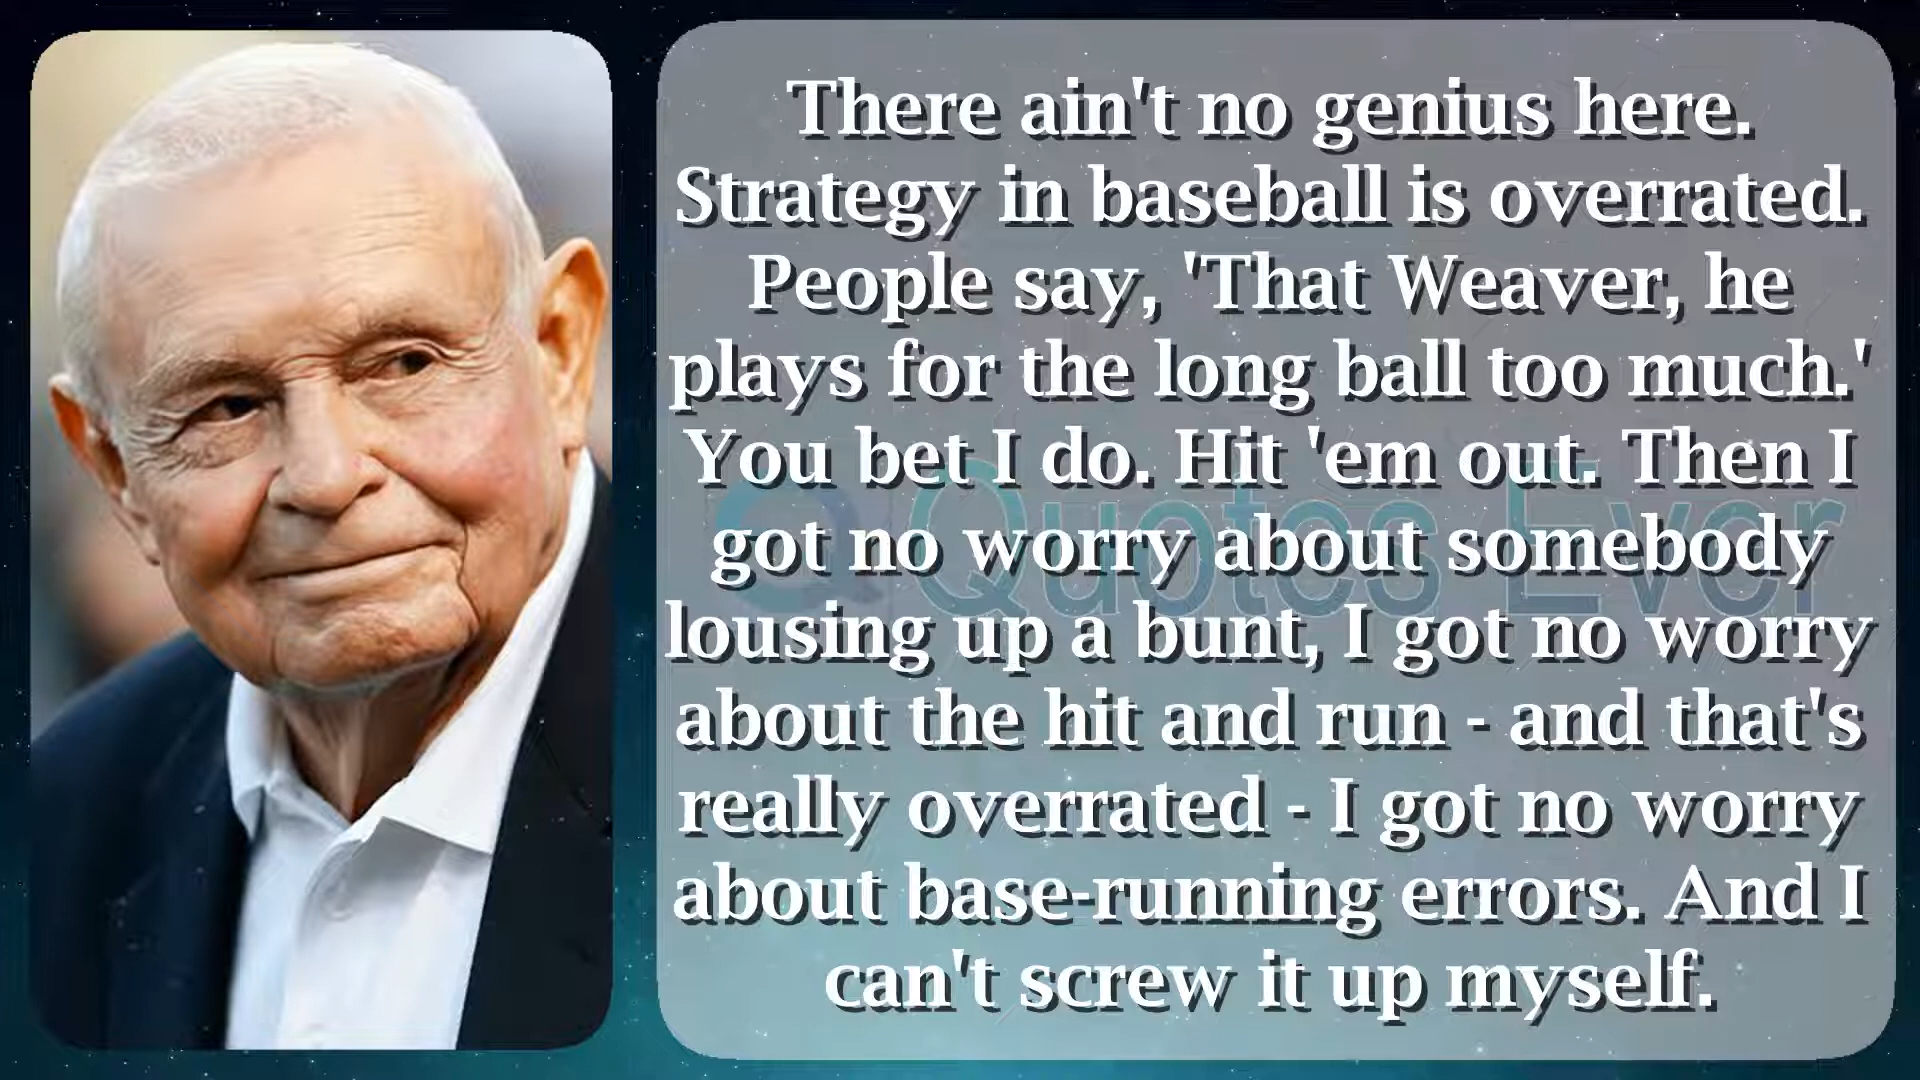 There ain't no genius here.
Strategy in baseball is overrated.
People say, 'That Weaver, he
plays for the long ball too much.'
You bet I do. Hit 'em out. Then I
got no worry about somebody
lousing up a bunt, I got no worry
about the hit and run - and that's
really overrated - I got no worry
about base-running errors. And I
can't screw it up myself.
Quotes Ever